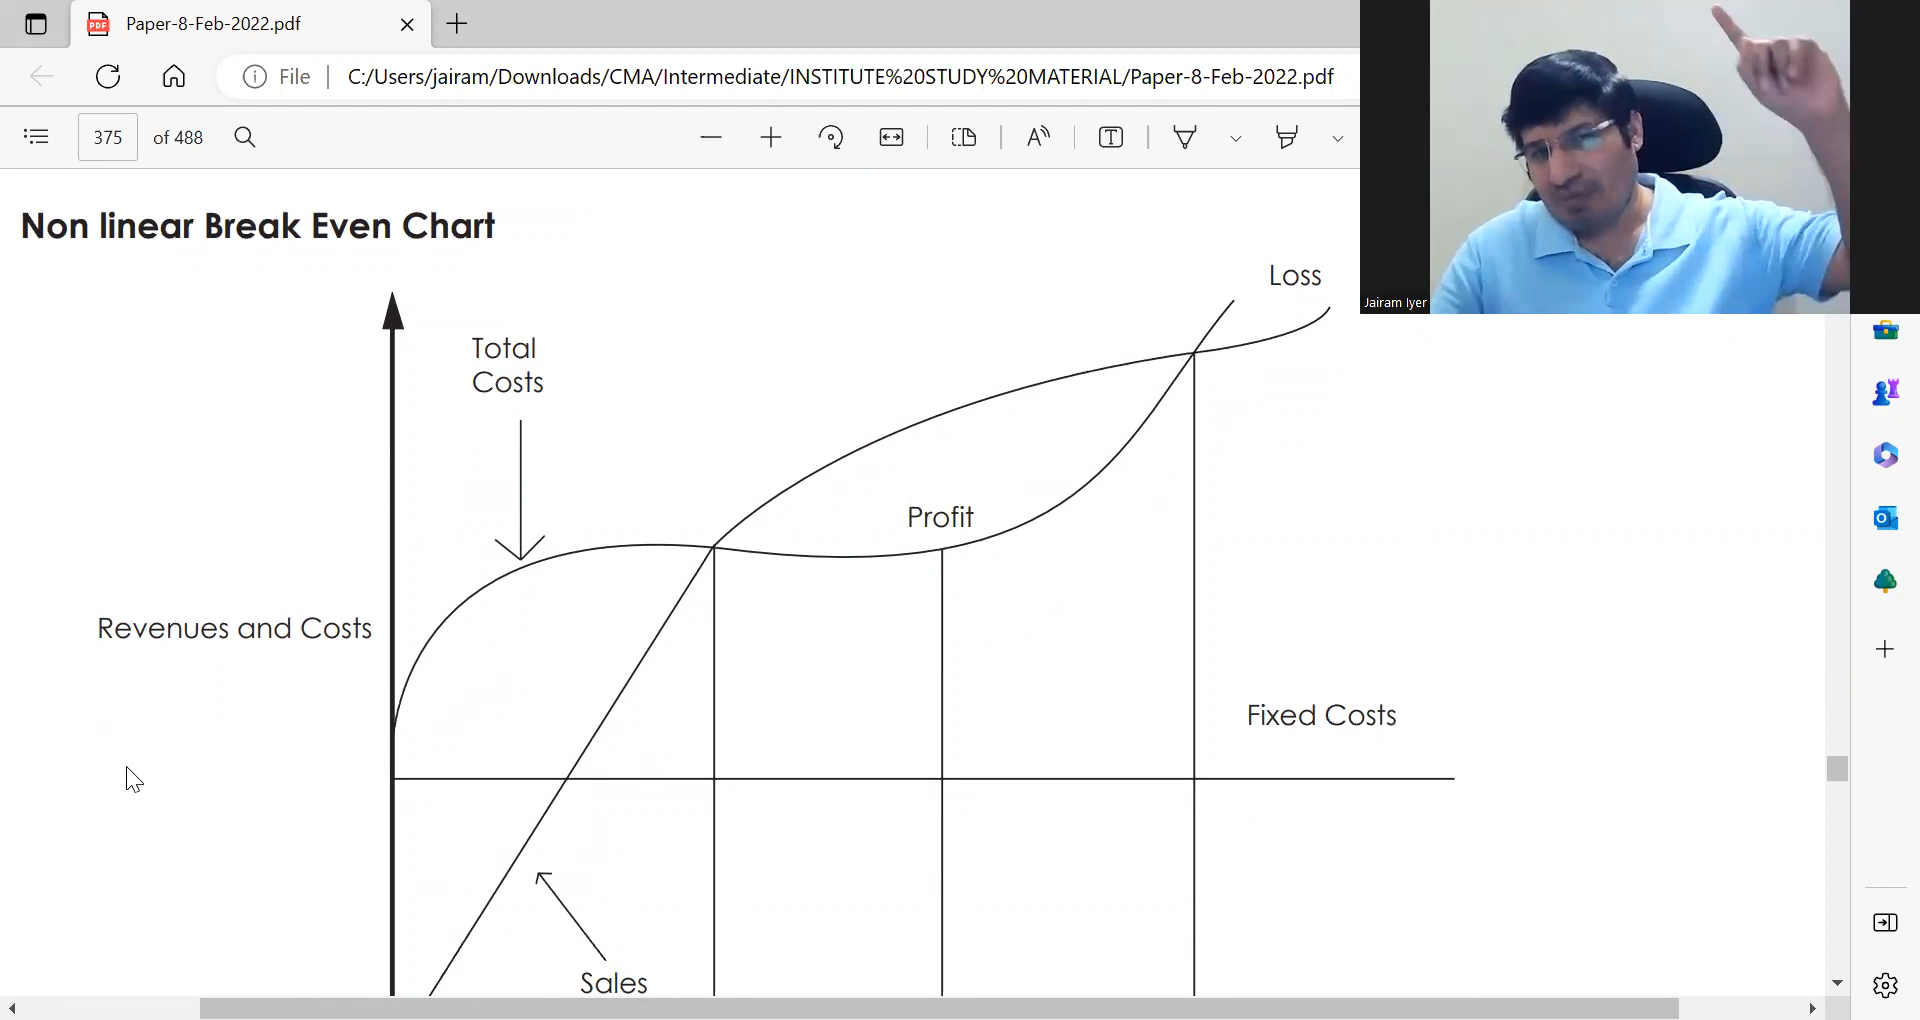 Paper-8-Feb-2022.pdf
File
C:/Users/jairam/Downloads/CMA/Intermediate/INSTITUTE%20STUDY%20MATERIAL/Paper-8-Feb-2022.pdf
375 of 488
Jairam Iyer
Non linear Break Even Chart
Loss
Total
Costs
Profit
Revenues and Costs
Fixed Costs
Sales